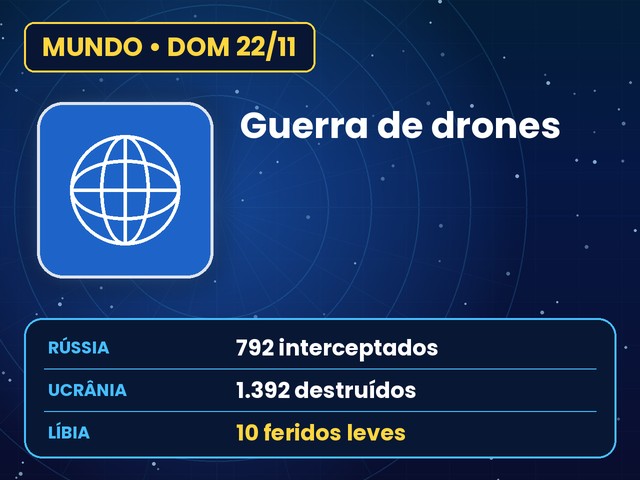 MUNDO • DOM 22/11
Guerra de drones
RÚSSIA 792 interceptados
UCRÂNIA 1.392 destruídos
LÍBIA 10 feridos leves